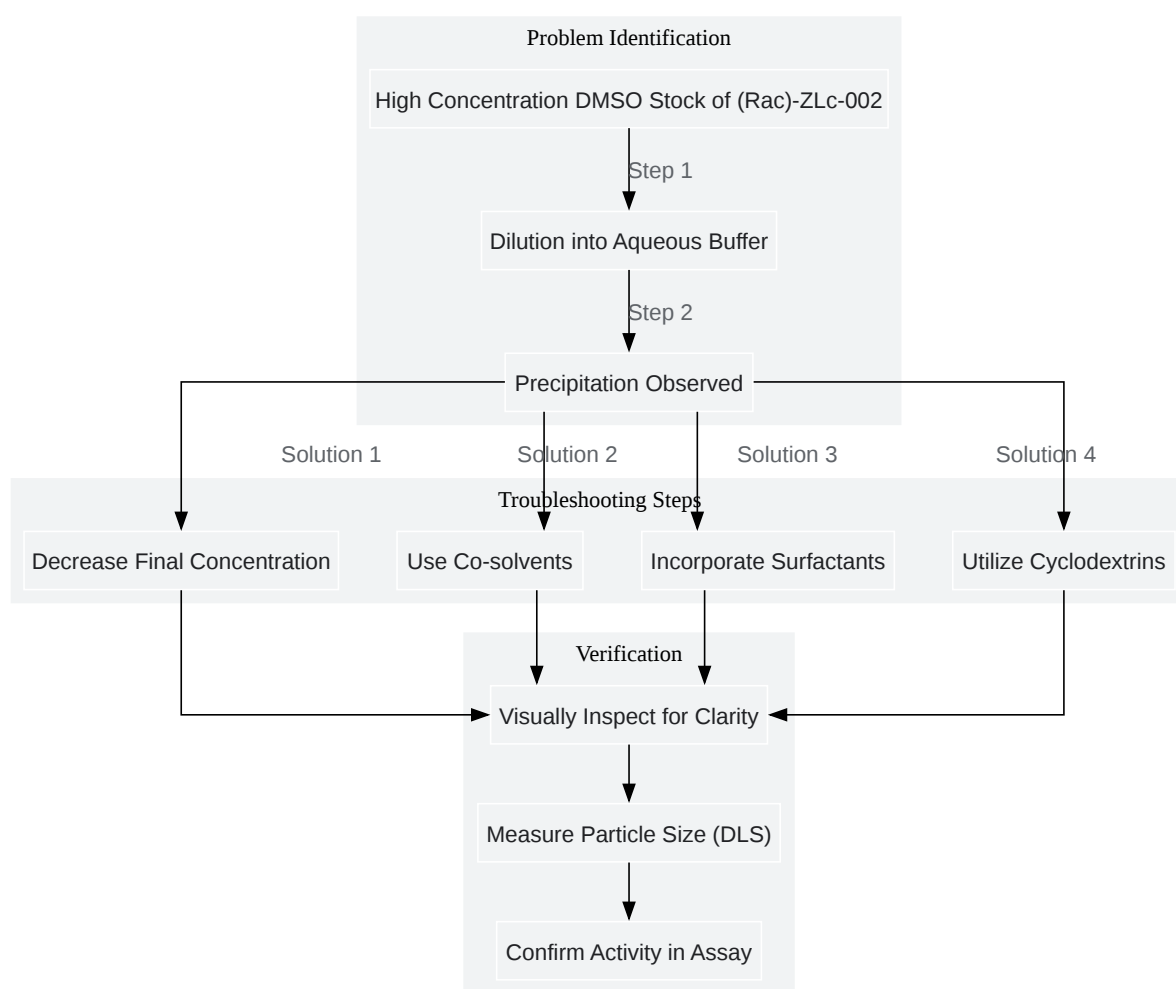 Problem Identification
High Concentration DMSO Stock of (Rac)-ZLc-002
Step 1
Dilution into Aqueous Buffer
Step 2
Precipitation Observed
Solution 1
Solution 2
Solution 3
Solution 4
Troubleshooting Steps
Decrease Final Concentration
Use Co-solvents
Incorporate Surfactants
Utilize Cyclodextrins
Verification
Visually Inspect for Clarity
Measure Particle Size (DLS)
Confirm Activity in Assay